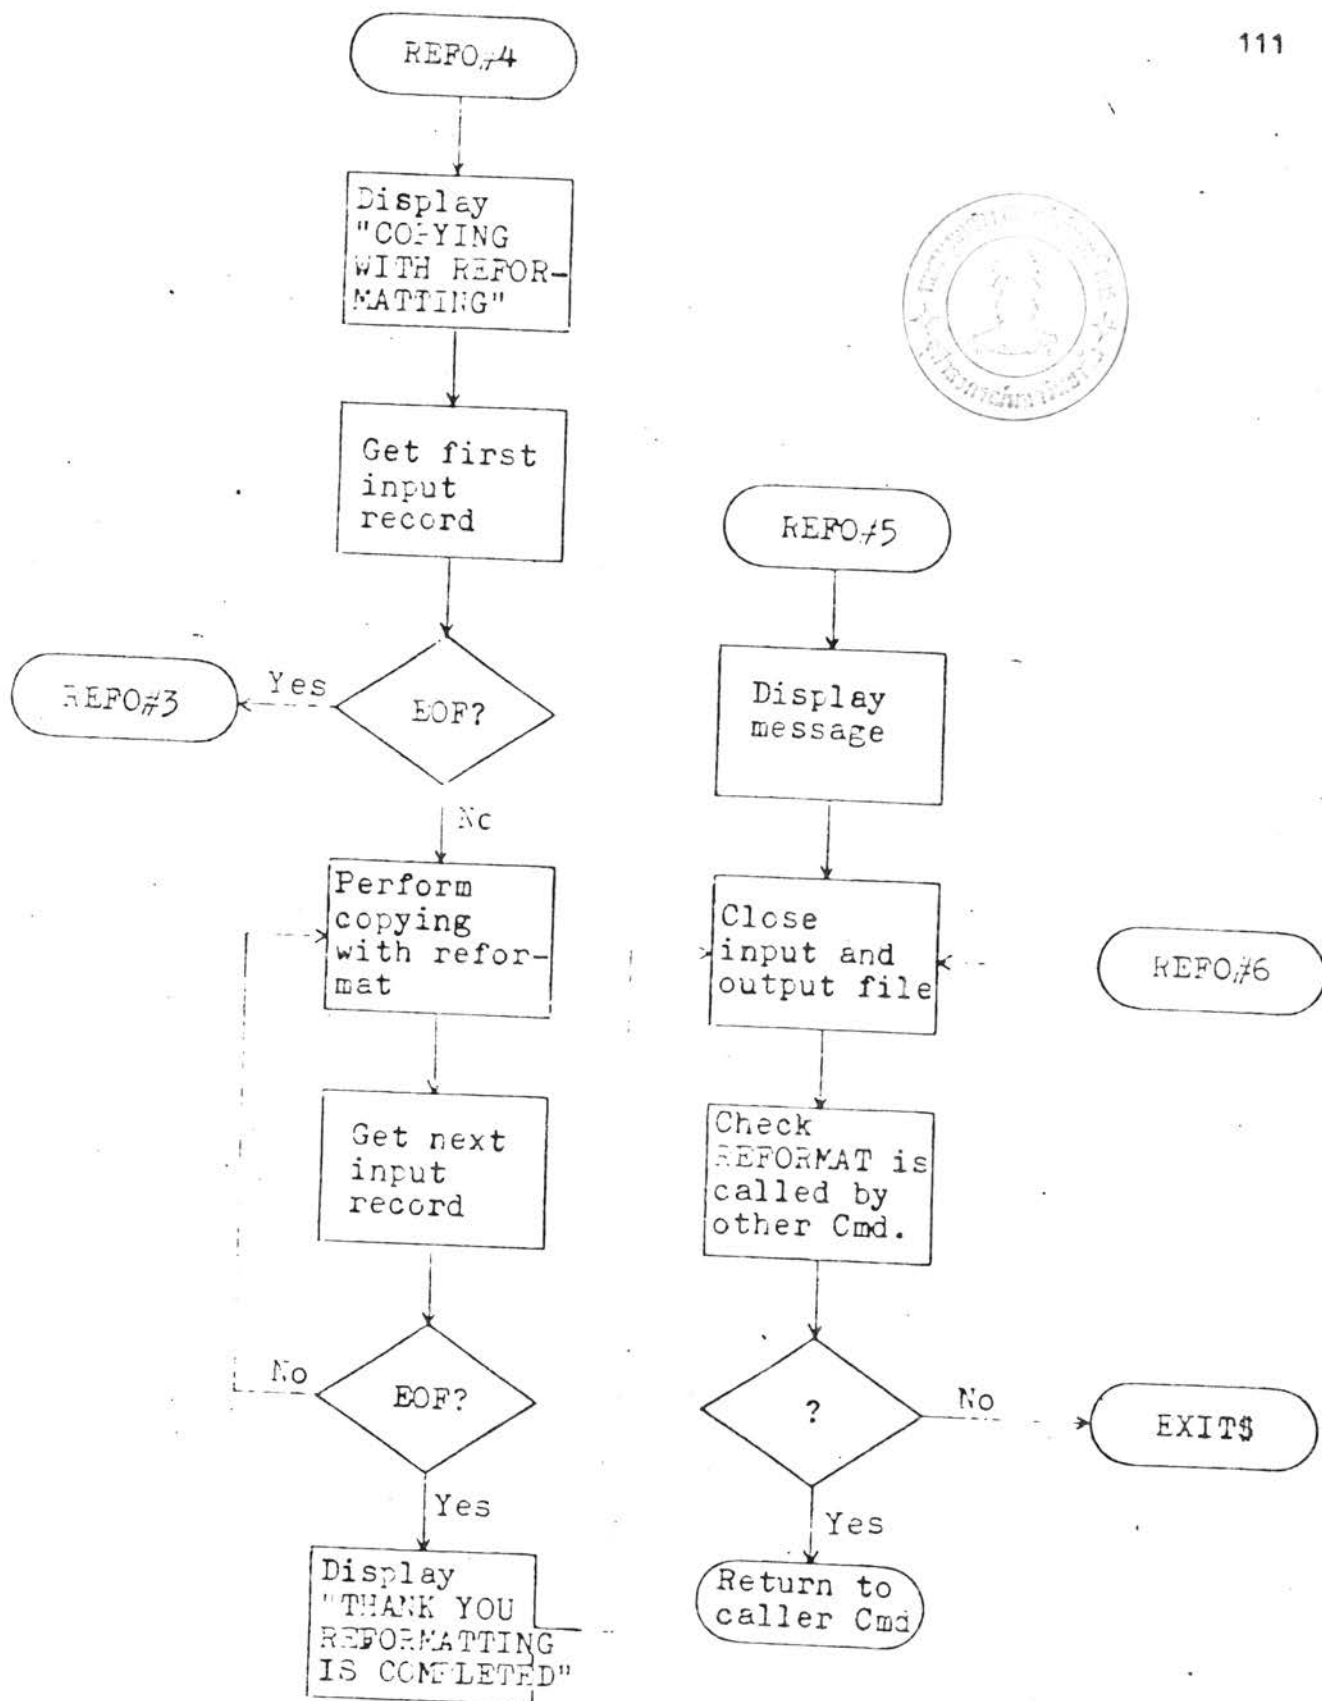 111
REFO#4
Display
"COPYING
WITH REFOR-
MATTING"
Get first
input
record
EOF?
Yes
REFO#3
No
Perform
copying
with refor-
mat
Get next
input
record
EOF?
No
Yes
Display
"THANK YOU
REFORMATTING
IS COMPLETED"
REFO#5
Display
message
Close
input and
output file
REFO#6
Check
REFORMAT is
called by
other Cmd.
?
No
EXIT$
Yes
Return to
caller Cmd